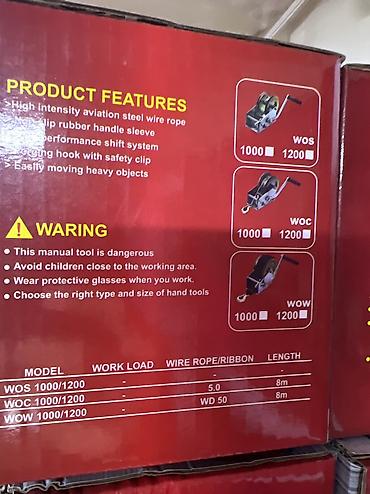 PRODUCT FEATURES
>High intensity aviation steel wire rope
rubber handle sleeve
performance shift system
hook with safety clip
> Easily moving heavy objects
WOS
1000 1200
WOC
1000 1200
WOW
1000 1200
! WARING
• This manual tool is dangerous
• Avoid children close to the working area.
• Wear protective glasses when you work.
• Choose the right type and size of hand tools
MODEL WORK LOAD WIRE ROPE/RIBBON LENGTH
WOS 1000/1200 - - -
WOC 1000/1200 - 5.0 8m
WOW 1000/1200 - WD 50 8m